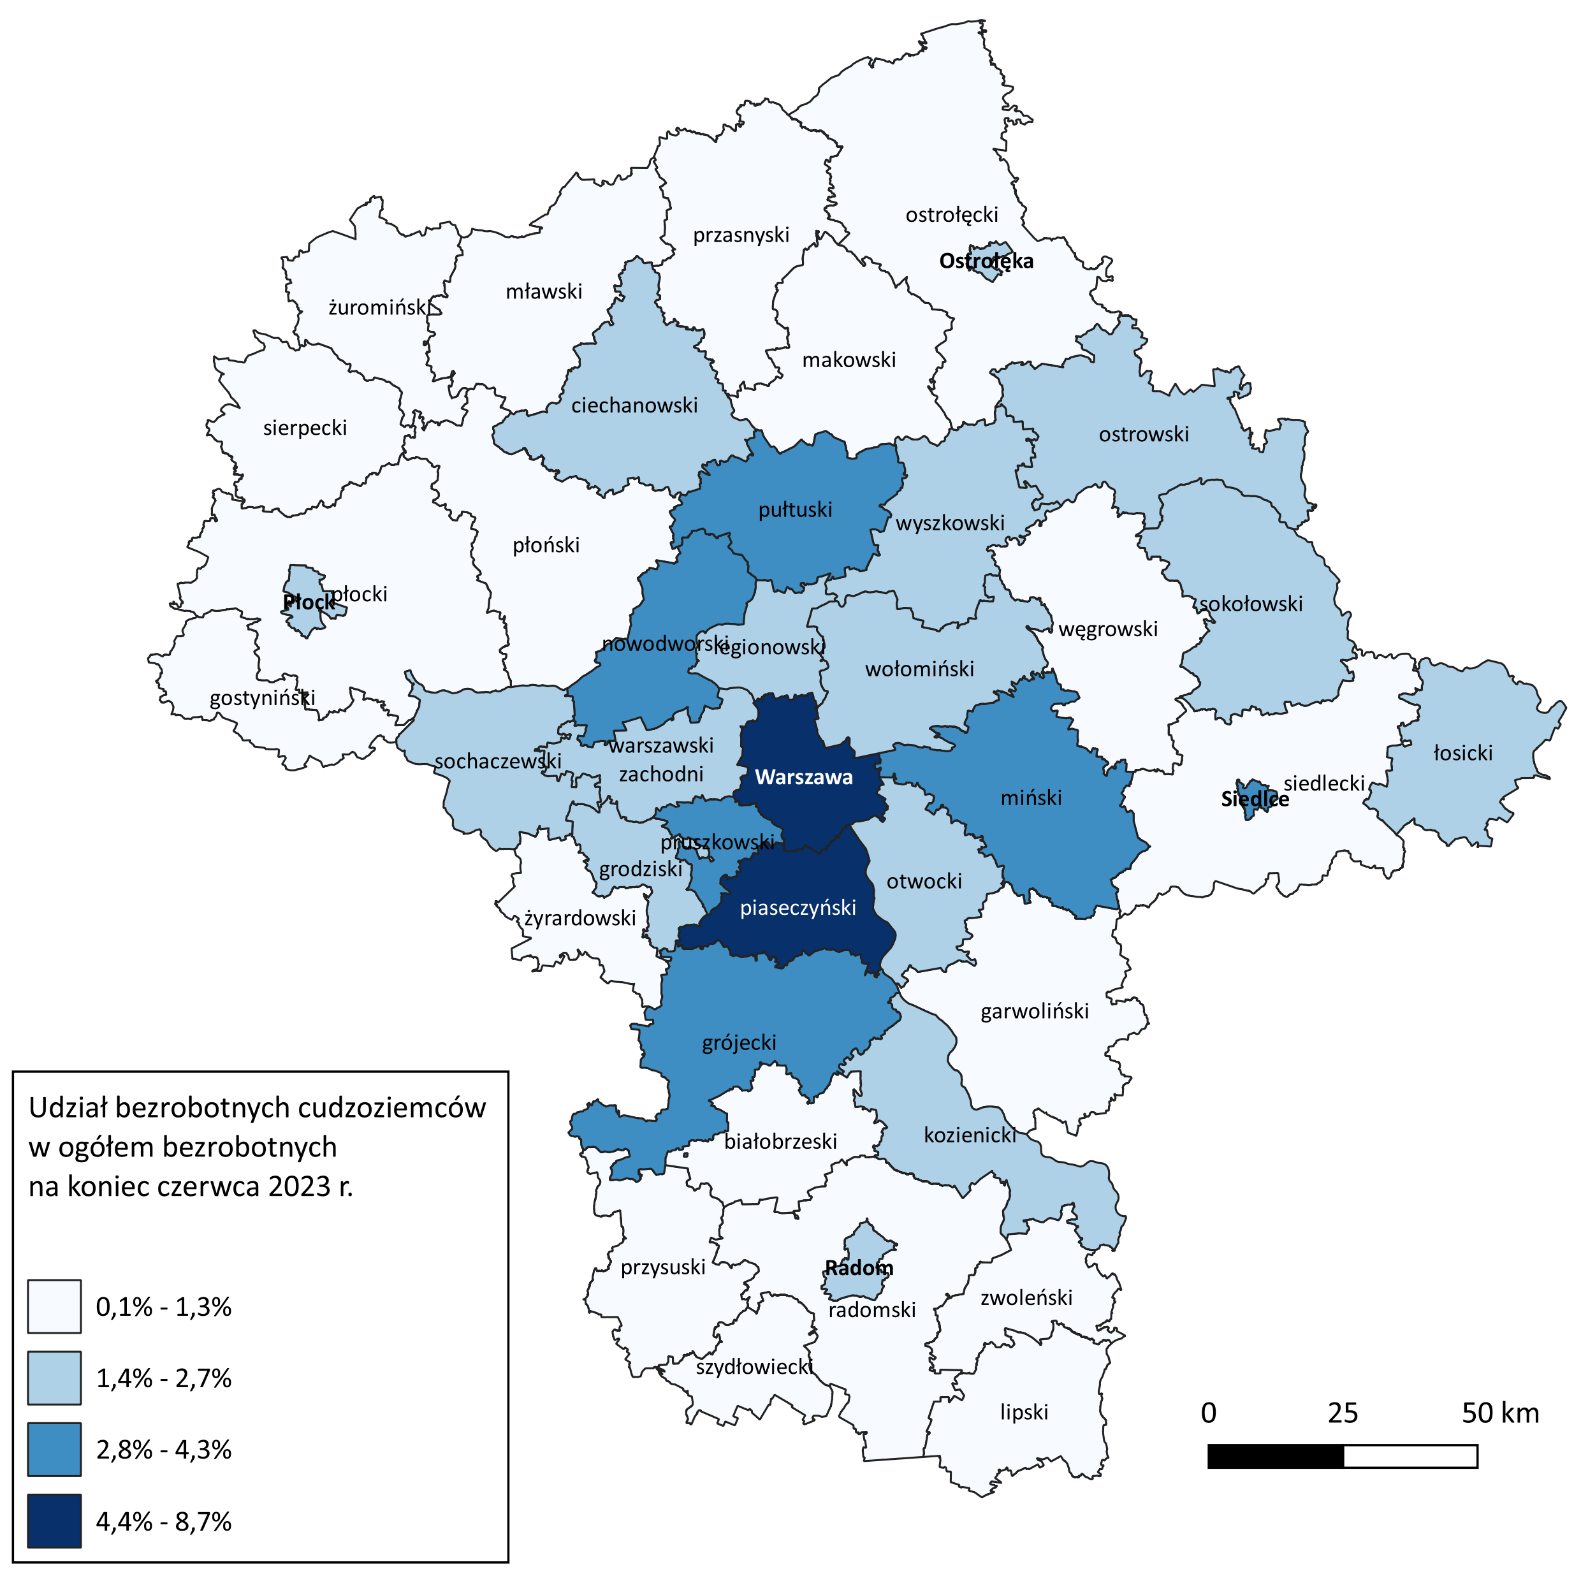 ostrołęcki
przasnyski
Ostrołęka
mławski
żuromiński
makowski
ciechanowski
sierpecki
ostrowski
pułtuski
wyszkowski
płoński
płocki
Płock
sokołowski
węgrowski
nowodworski
legionowski
wołomiński
gostyniński
warszawski
zachodni
sochaczewski
Warszawa
łosicki
siedlecki
Siedlce
miński
pruszkowski
grodziski
otwocki
piaseczyński
żyrardowski
garwoliński
grójecki
kozienicki
białobrzeski
przysuski
Radom
radomski
zwoleński
szydłowiecki
lipski
Udział bezrobotnych cudzoziemców
w ogółem bezrobotnych
na koniec czerwca 2023 r.
0,1% - 1,3%
1,4% - 2,7%
2,8% - 4,3%
4,4% - 8,7%
0 25 50 km